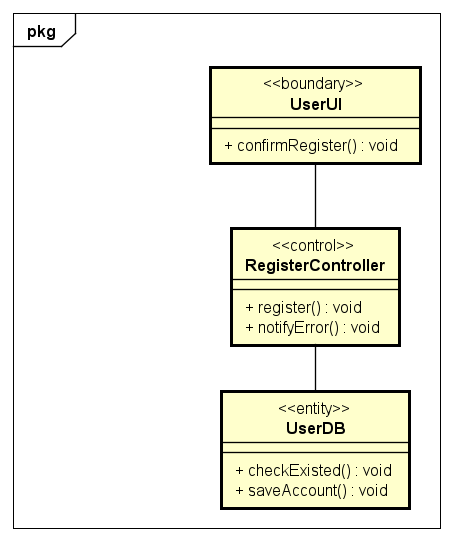 pkg
<<boundary>>
UserUI
+ confirmRegister() : void
<<control>>
RegisterController
+ register() : void
+ notifyError() : void
<<entity>>
UserDB
+ checkExisted() : void
+ saveAccount() : void